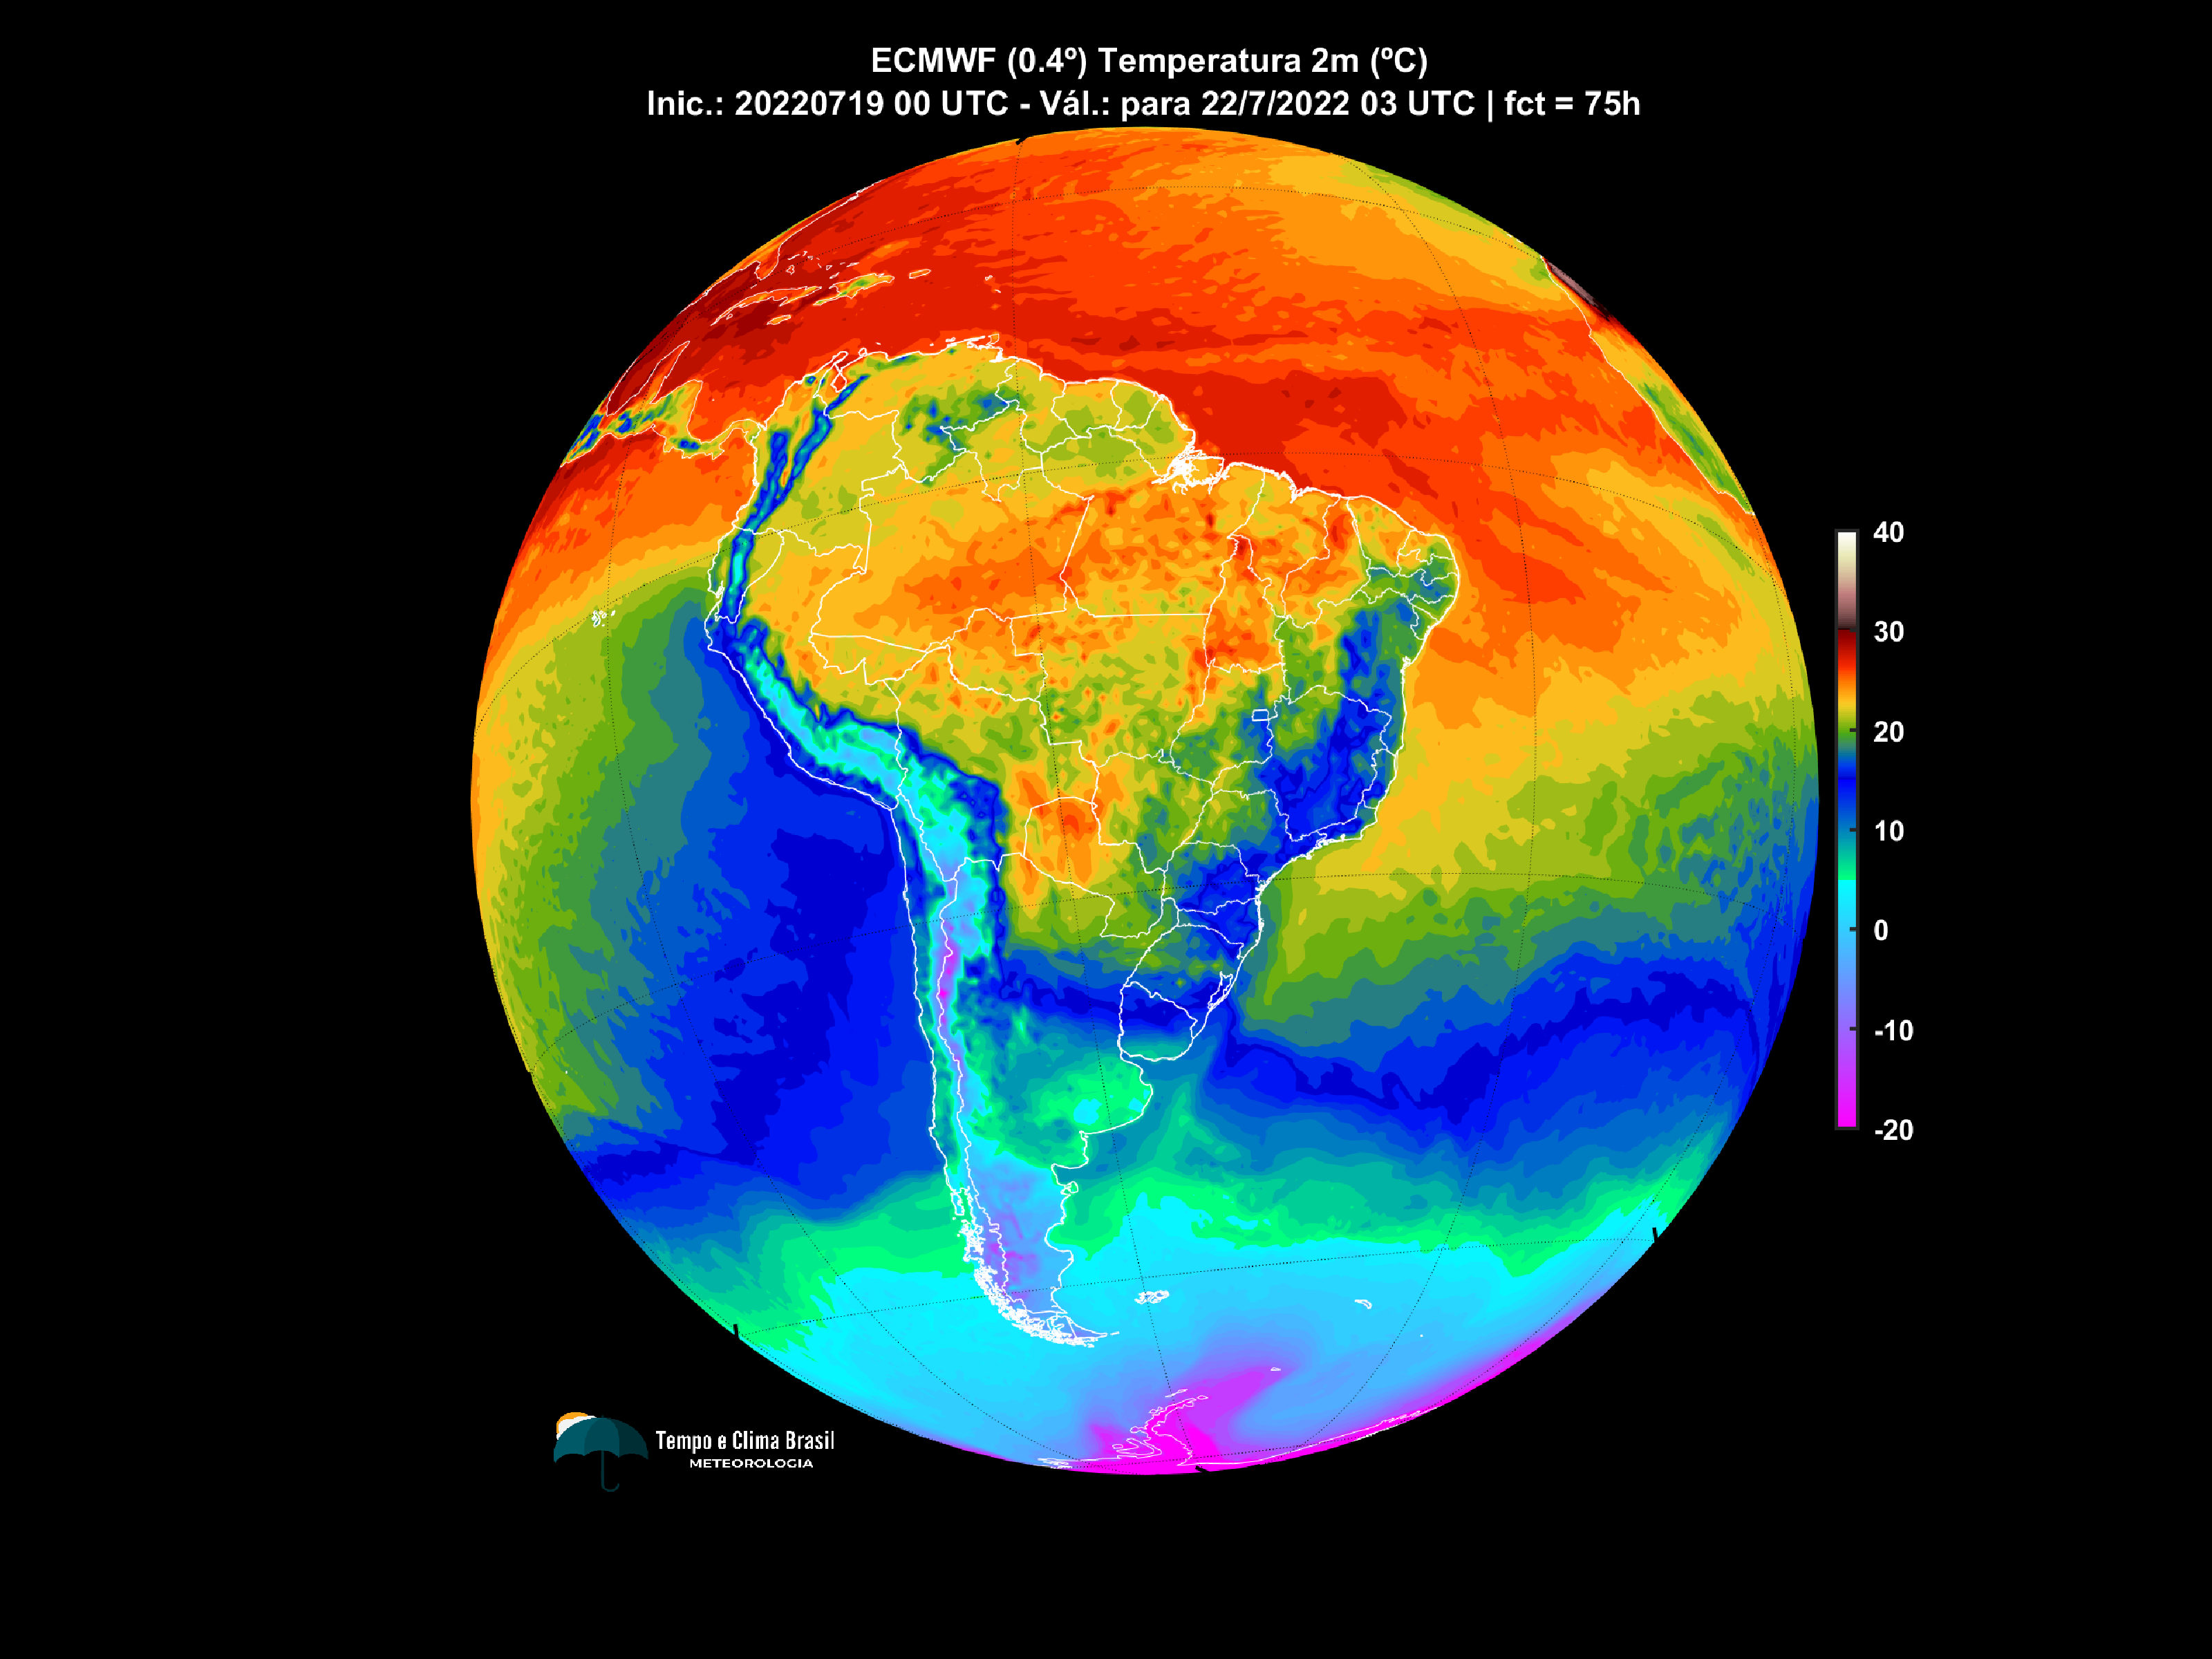 ECMWF (0.4º) Temperatura 2m (ºC)
Inic.: 20220719 00 UTC - Vál.: para 22/7/2022 03 UTC | fct = 75h
40
30
20
10
0
-10
-20
Tempo e Clima Brasil
METEOROLOGIA